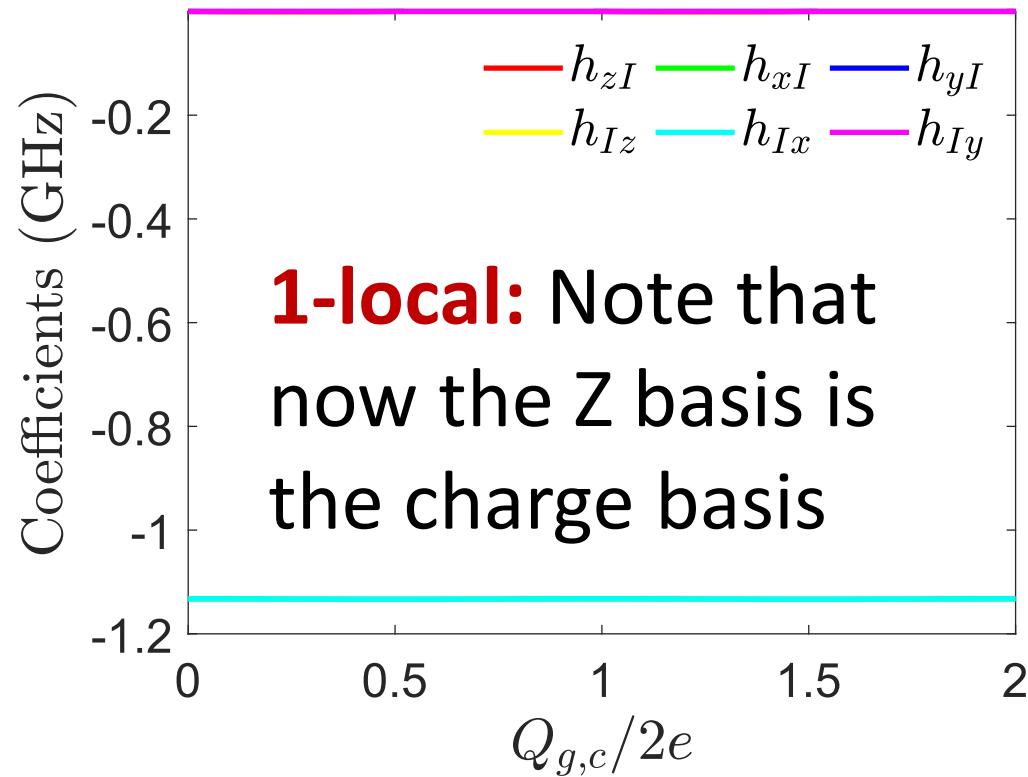 h_{zI} h_{xI} h_{yI}
h_{Iz} h_{Ix} h_{Iy}
-0.2
-0.4
-0.6
-0.8
-1
-1.2
Coefficients (GHz)
1-local: Note that
now the Z basis is
the charge basis
0 0.5 1 1.5 2
Q_{g,c}/2e